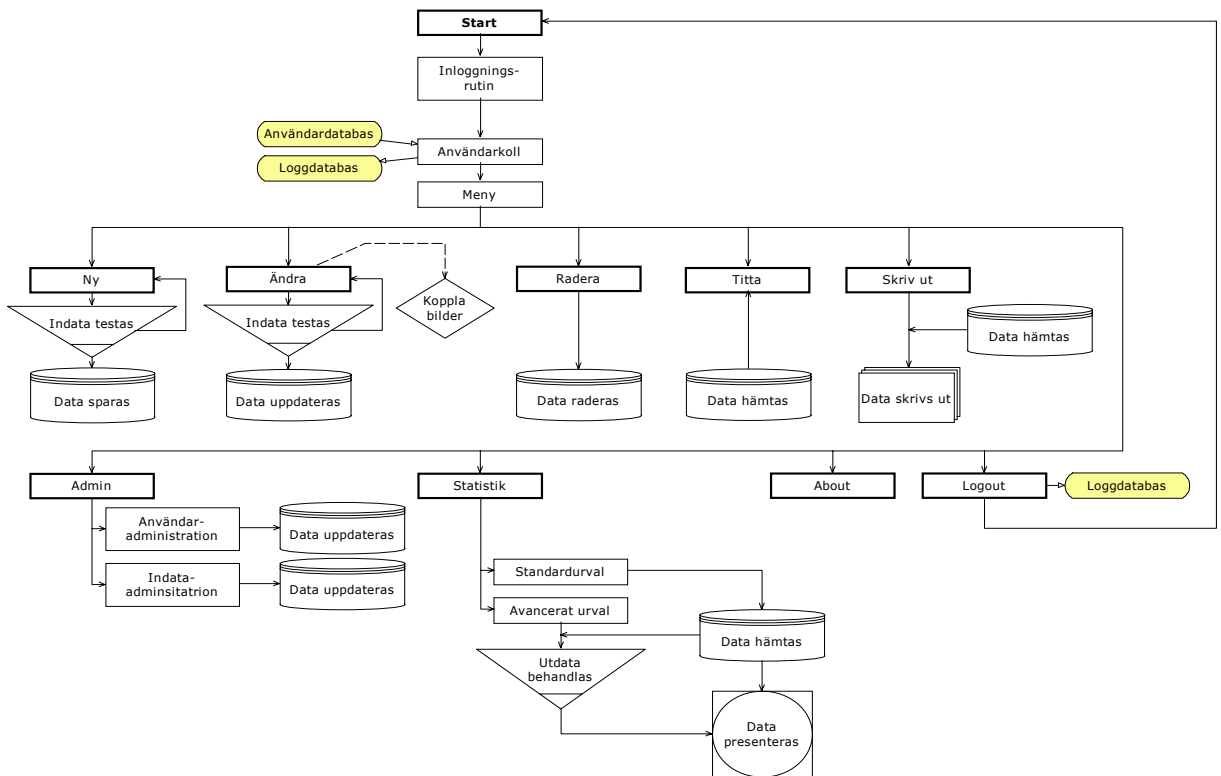 Start
Inloggnings-
rutin
Användardatabas
Loggdatabas
Användarkoll
Meny
Ny
Ändra
Radera
Titta
Skriv ut
Indata testas
Indata testas
Koppla
bilder
Data hämtas
Data sparas
Data uppdateras
Data raderas
Data hämtas
Data skrivs ut
Admin
Statistik
About
Logout
Loggdatabas
Användar-
administration
Data uppdateras
Indata-
adminsitatrion
Data uppdateras
Standardurval
Avancerat urval
Data hämtas
Utdata
behandlas
Data
presenteras